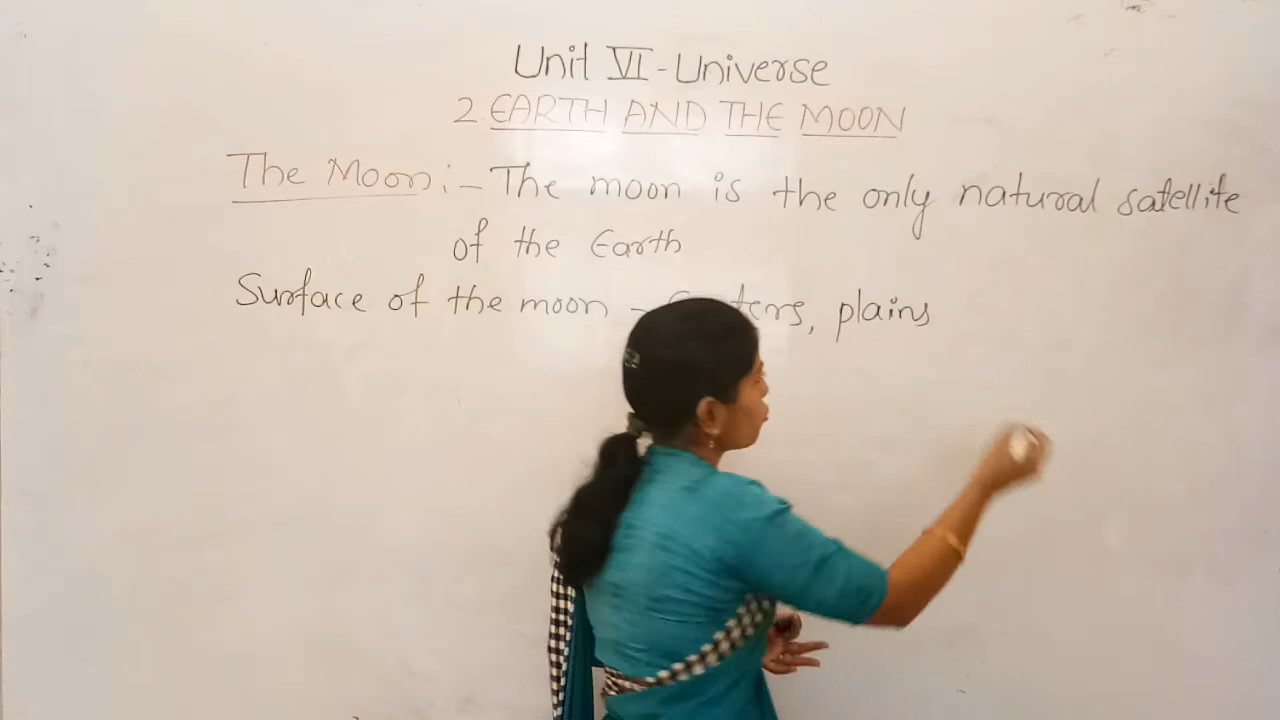 Unit VI - Universe
2. EARTH AND THE MOON
The Moon :- The moon is the only natural satellite
of the Earth
Surface of the moon - , plains